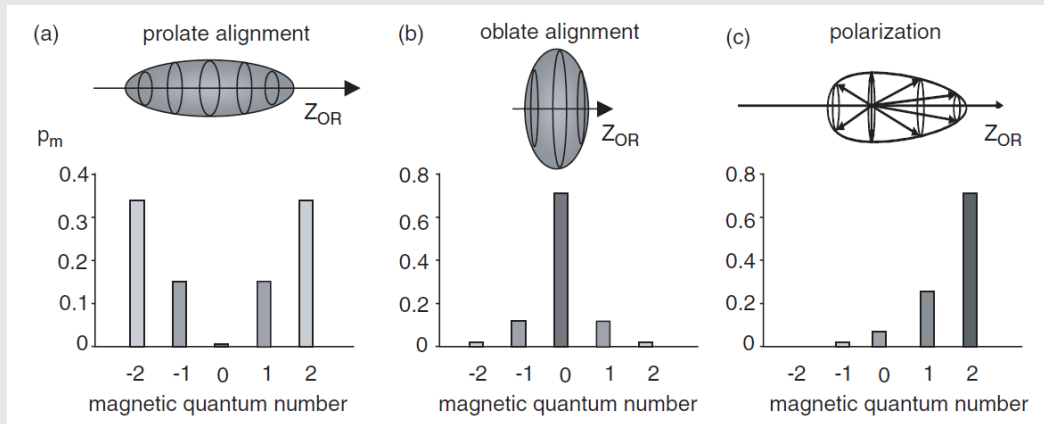 (a) prolate alignment
Z_OR
p_m
0.4
0.3
0.2
0.1
0
-2 -1 0 1 2
magnetic quantum number
(b) oblate alignment
Z_OR
0.8
0.6
0.4
0.2
0
-2 -1 0 1 2
magnetic quantum number
(c) polarization
Z_OR
0.8
0.6
0.4
0.2
0
-2 -1 0 1 2
magnetic quantum number